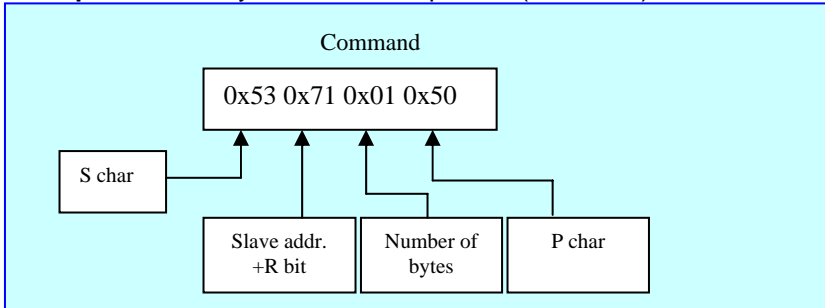 Command
0x53 0x71 0x01 0x50
S char
Slave addr.
+R bit
Number of
bytes
P char